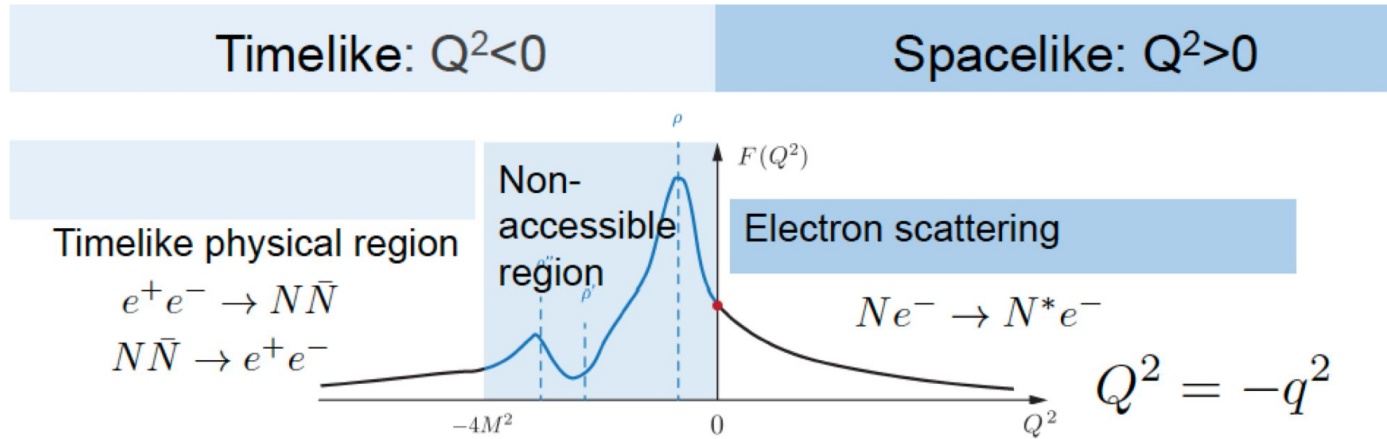 Timelike: Q²<0
Spacelike: Q²>0
ρ
F(Q²)
Non-
accessible
region
ρ''
ρ'
Timelike physical region
e⁺e⁻ → NN̄
NN̄ → e⁺e⁻
Electron scattering
Ne⁻ → N*e⁻
Q² = −q²
−4M²
0
Q²